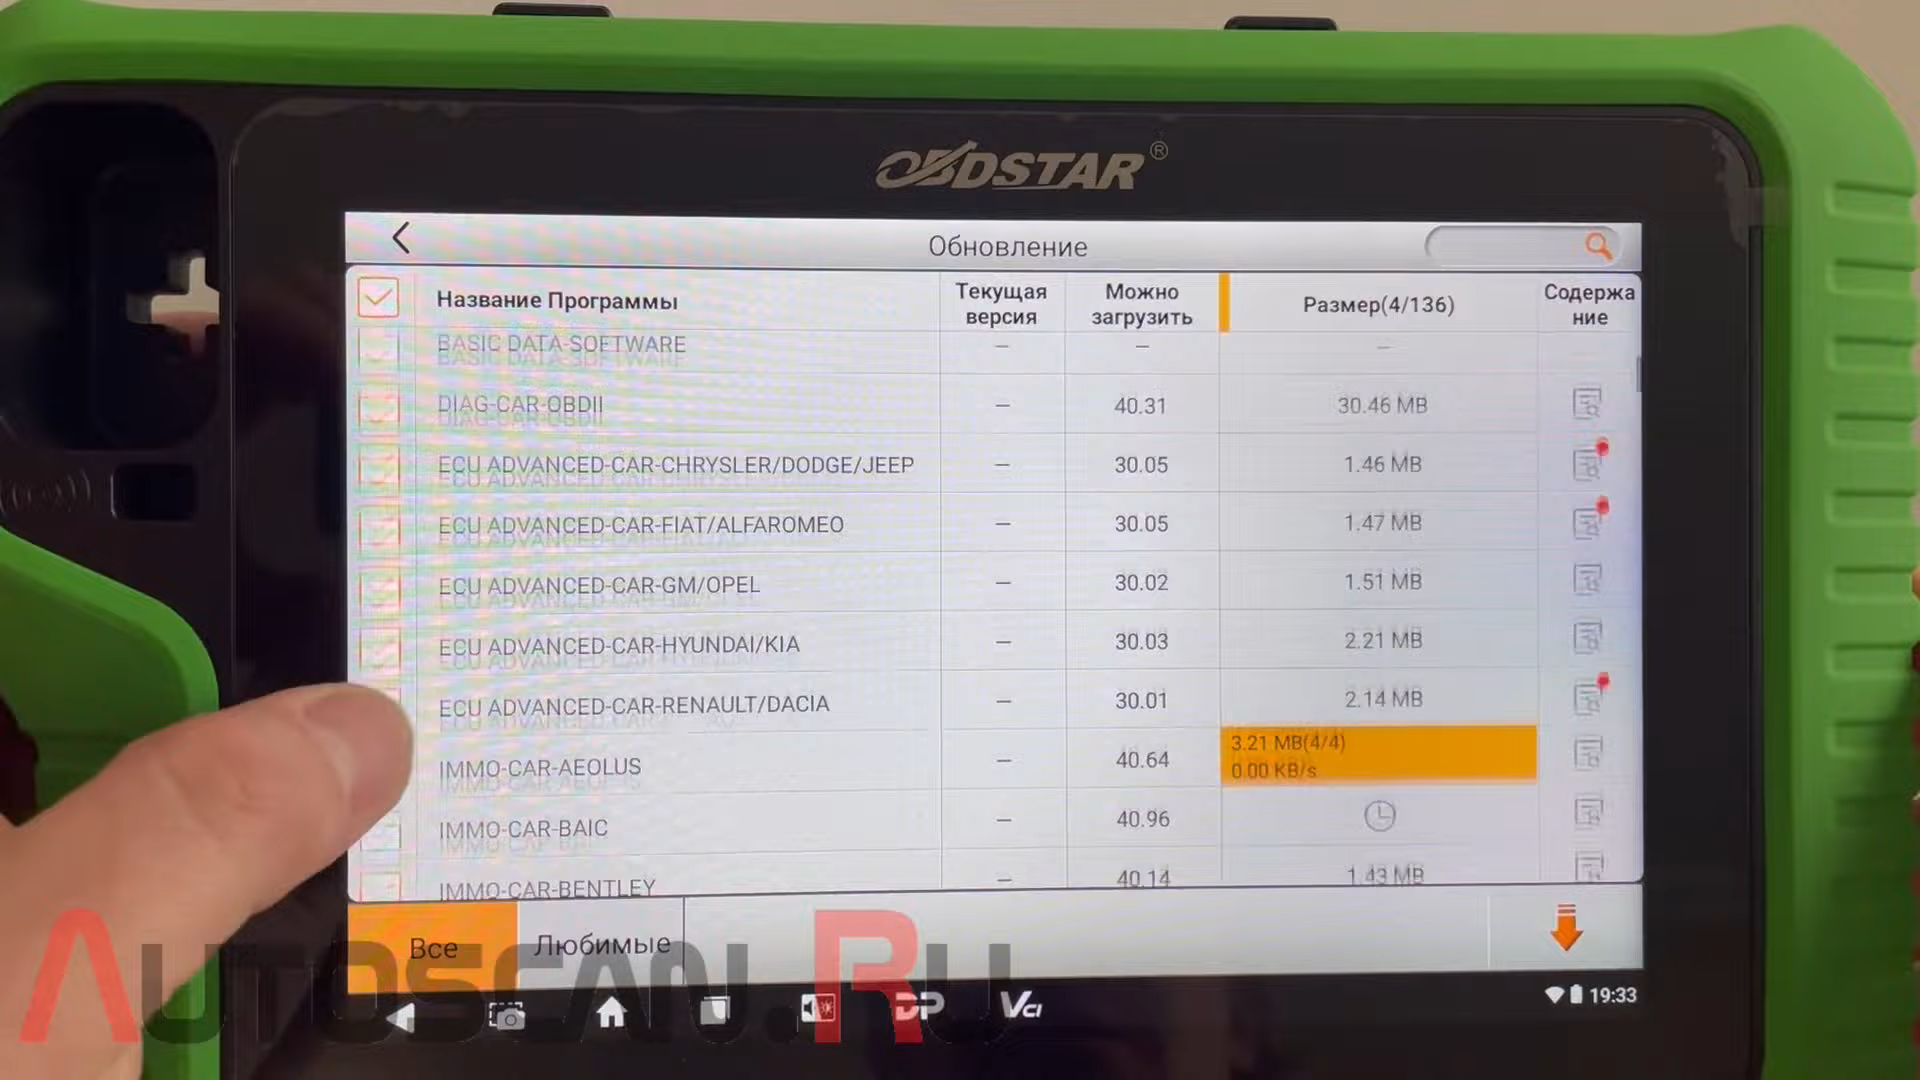 OBDSTAR®
Обновление
Название Программы Текущая версия Можно загрузить Размер(4/136) Содержание
BASIC DATA-SOFTWARE — — —
DIAG-CAR-OBDII — 40.31 30.46 MB
ECU ADVANCED-CAR-CHRYSLER/DODGE/JEEP — 30.05 1.46 MB
ECU ADVANCED-CAR-FIAT/ALFAROMEO — 30.05 1.47 MB
ECU ADVANCED-CAR-GM/OPEL — 30.02 1.51 MB
ECU ADVANCED-CAR-HYUNDAI/KIA — 30.03 2.21 MB
ECU ADVANCED-CAR-RENAULT/DACIA — 30.01 2.14 MB
IMMO-CAR-AEOLUS — 40.64 3.21 MB(4/4)
0.00 KB/s
IMMO-CAR-BAIC — 40.96
IMMO-CAR-BENTLEY — 40.14 1.43 MB
Все Любимые
AUTOSCAN.RU
DP VCI
19:33